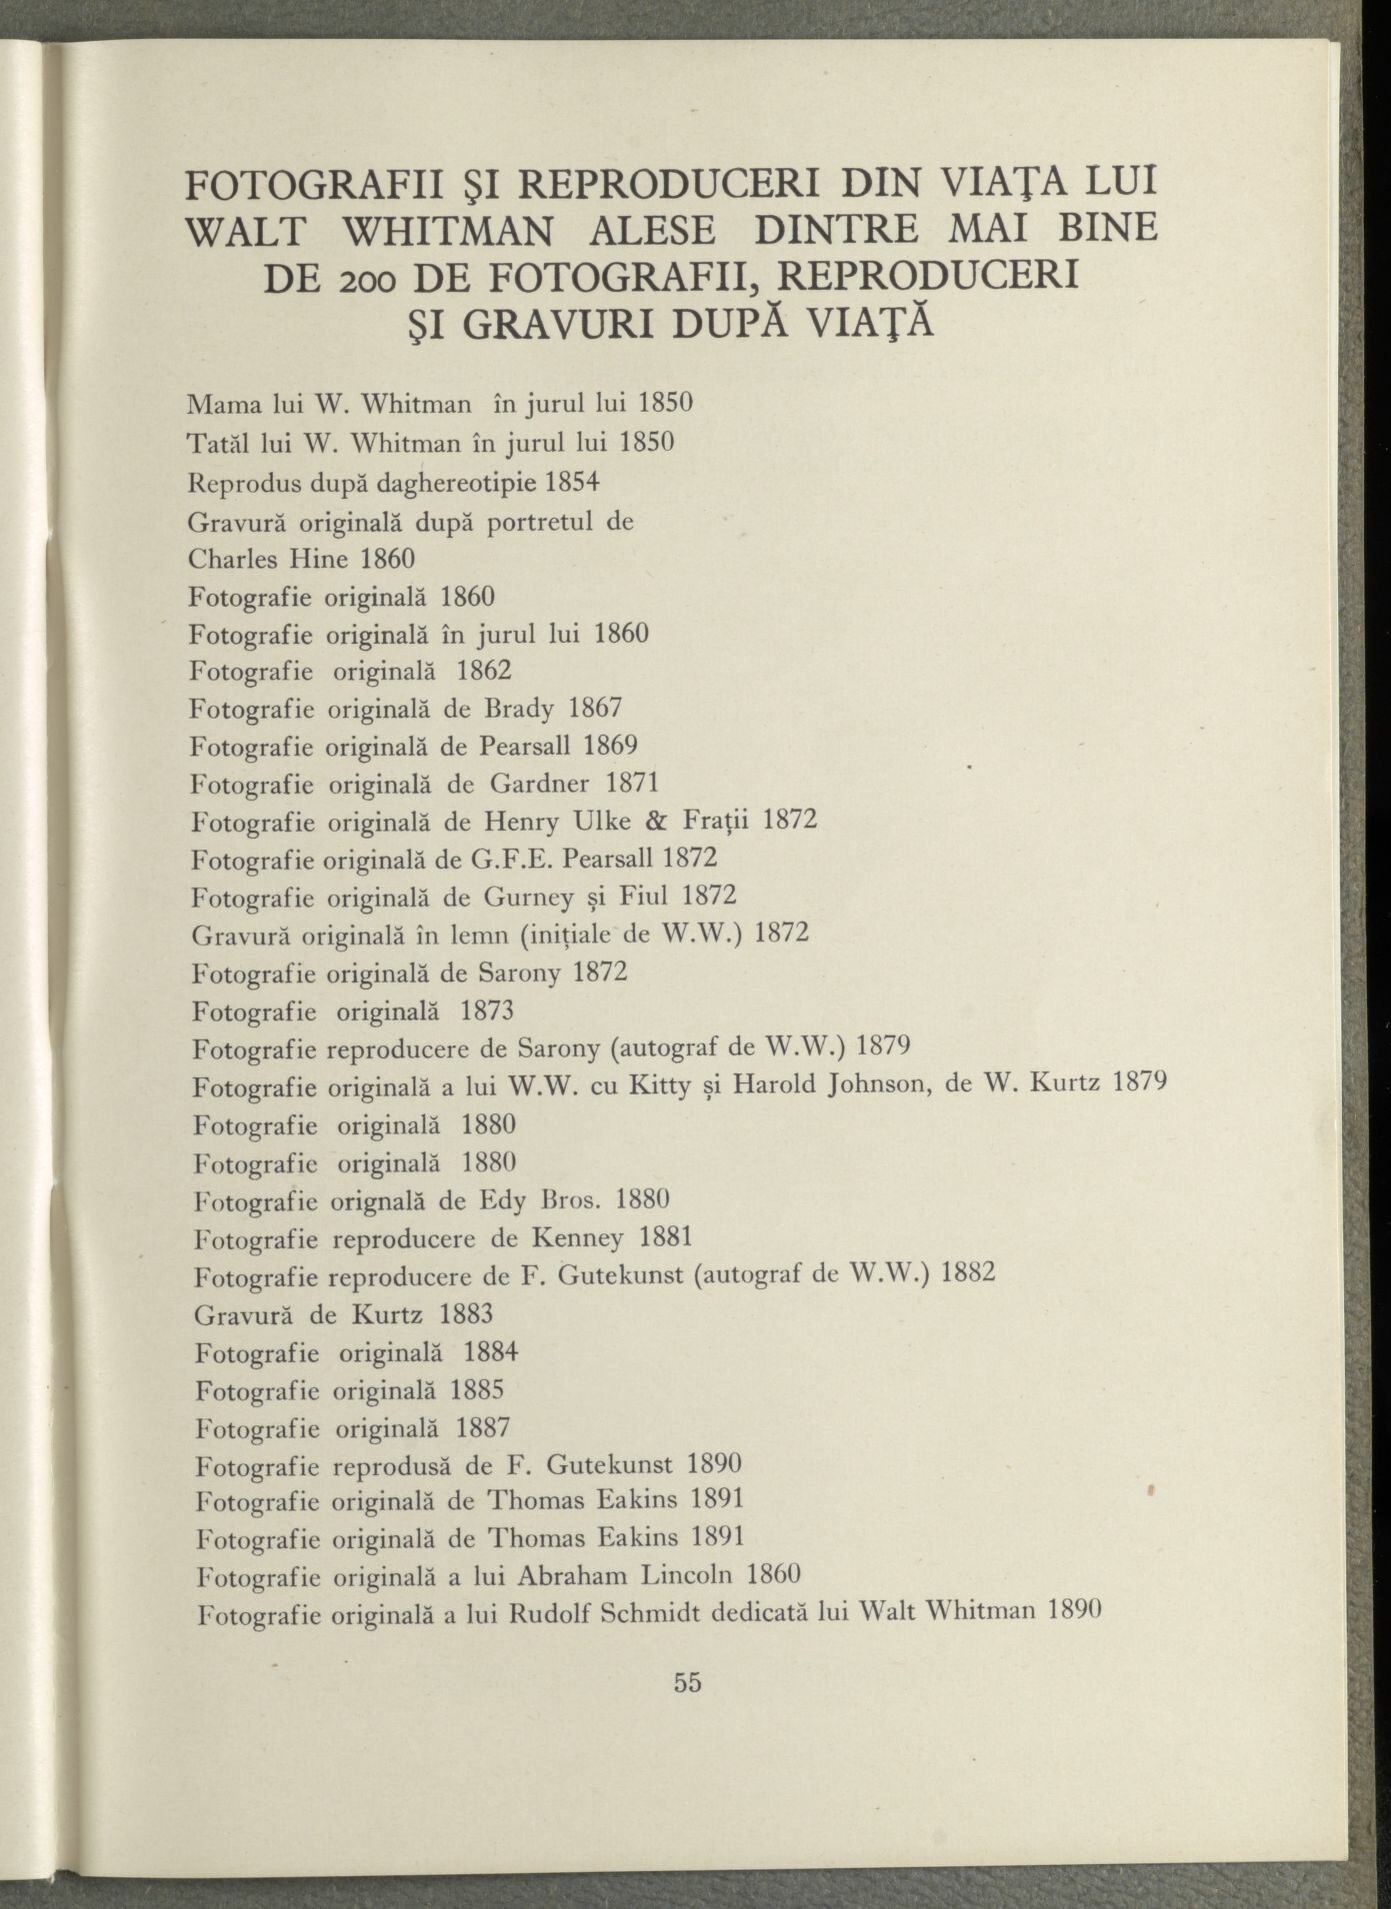 FOTOGRAFII ŞI REPRODUCERI DIN VIAŢA LUI
WALT WHITMAN ALESE DINTRE MAI BINE
DE 200 DE FOTOGRAFII, REPRODUCERI
ŞI GRAVURI DUPĂ VIAŢĂ
Mama lui W. Whitman în jurul lui 1850
Tatăl lui W. Whitman în jurul lui 1850
Reprodus după daghereotipie 1854
Gravură originală după portretul de
Charles Hine 1860
Fotografie originală 1860
Fotografie originală în jurul lui 1860
Fotografie originală 1862
Fotografie originală de Brady 1867
Fotografie originală de Pearsall 1869
Fotografie originală de Gardner 1871
Fotografie originală de Henry Ulke & Fraţii 1872
Fotografie originală de G.F.E. Pearsall 1872
Fotografie originală de Gurney şi Fiul 1872
Gravură originală în lemn (iniţiale de W.W.) 1872
Fotografie originală de Sarony 1872
Fotografie originală 1873
Fotografie reproducere de Sarony (autograf de W.W.) 1879
Fotografie originală a lui W.W. cu Kitty şi Harold Johnson, de W. Kurtz 1879
Fotografie originală 1880
Fotografie originală 1880
Fotografie orignală de Edy Bros. 1880
Fotografie reproducere de Kenney 1881
Fotografie reproducere de F. Gutekunst (autograf de W.W.) 1882
Gravură de Kurtz 1883
Fotografie originală 1884
Fotografie originală 1885
Fotografie originală 1887
Fotografie reprodusă de F. Gutekunst 1890
Fotografie originală de Thomas Eakins 1891
Fotografie originală de Thomas Eakins 1891
Fotografie originală a lui Abraham Lincoln 1860
Fotografie originală a lui Rudolf Schmidt dedicată lui Walt Whitman 1890
55